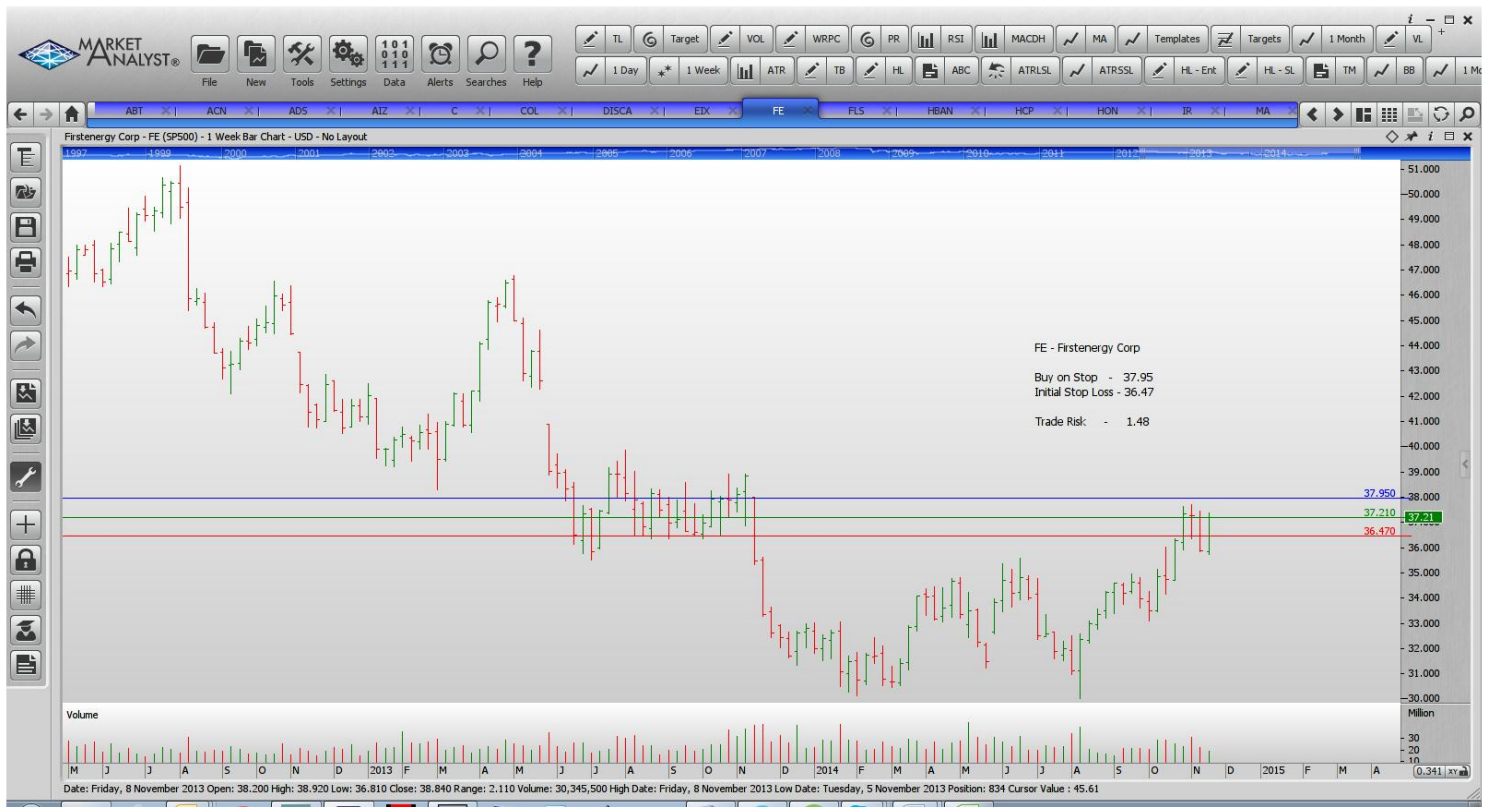 i
MARKET ANALYST®
File New Tools Settings Data Alerts Searches Help
TL Target VOL WRPC PR RSI MACDH MA Templates Targets 1 Month VL
1 Day 1 Week ATR TB HL ABC ATRLSL ATRSSL HL - Ent HL - SL TM BB
ABT ACN ADS AIZ C COL DISCA EIX FE FLS HBAN HCP HON IR MA
Firstenergy Corp - FE (SP500) - 1 Week Bar Chart - USD - No Layout
1997 1999 2000 2001 2002 2003 2004 2005 2006 2007 2008 2009 2010 2011 2012 2013 2014
51.000
50.000
49.000
48.000
47.000
46.000
45.000
44.000
FE - Firstenergy Corp
43.000
Buy on Stop - 37.95
Initial Stop Loss - 36.47
42.000
Trade Risk - 1.48
41.000
40.000
39.000
37.950
38.000
37.210
37.21
36.470
36.000
35.000
34.000
33.000
32.000
31.000
30.000
Volume
Million
30
20
10
M J J A S O N D 2013 F M A M J J A S O N D 2014 F M A M J J A S O N D 2015 F M A
0.341 XY
Date: Friday, 8 November 2013 Open: 38.200 High: 38.920 Low: 36.810 Close: 38.840 Range: 2.110 Volume: 30,345,500 High Date: Friday, 8 November 2013 Low Date: Tuesday, 5 November 2013 Position: 834 Cursor Value : 45.61